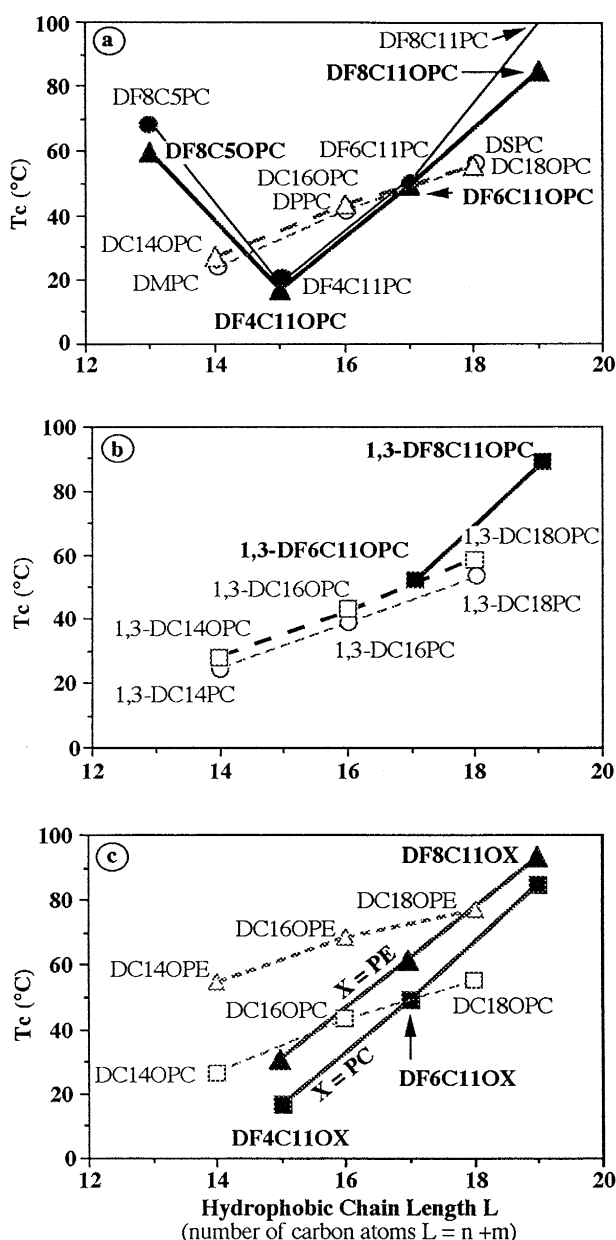 a
DF8C11PC
DF8C11OPC
DF8C5PC
DF8C5OPC
DF6C11PC
DSPC
DC16OPC
DC18OPC
DPPC
DF6C11OPC
DC14OPC
DMPC
DF4C11PC
DF4C11OPC
Tc (°C)
100
80
60
40
20
0
12 14 16 18 20
b
1,3-DF8C11OPC
1,3-DF6C11OPC
1,3-DC18OPC
1,3-DC16OPC
1,3-DC18PC
1,3-DC14OPC
1,3-DC16PC
1,3-DC14PC
Tc (°C)
100
80
60
40
20
0
12 14 16 18 20
c
DF8C11OX
DC18OPE
DC16OPE
DC14OPE
X = PE
DC16OPC
DC18OPC
DC14OPC
X = PC
DF6C11OX
DF4C11OX
Tc (°C)
100
80
60
40
20
0
12 14 16 18 20
Hydrophobic Chain Length L
(number of carbon atoms L = n +m)